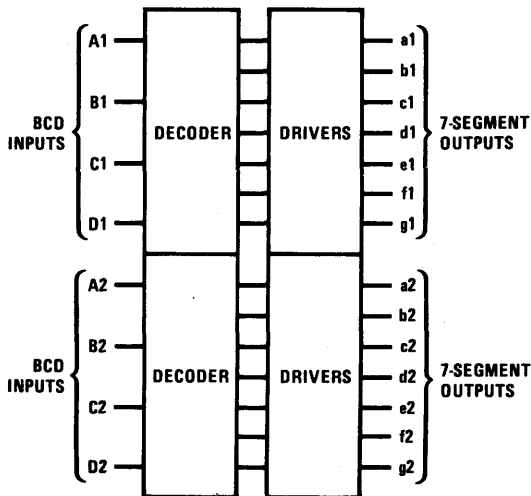 A1
B1
C1
D1
BCD
INPUTS
DECODER
DRIVERS
a1
b1
c1
d1
e1
f1
g1
7-SEGMENT
OUTPUTS
A2
B2
C2
D2
BCD
INPUTS
DECODER
DRIVERS
a2
b2
c2
d2
e2
f2
g2
7-SEGMENT
OUTPUTS